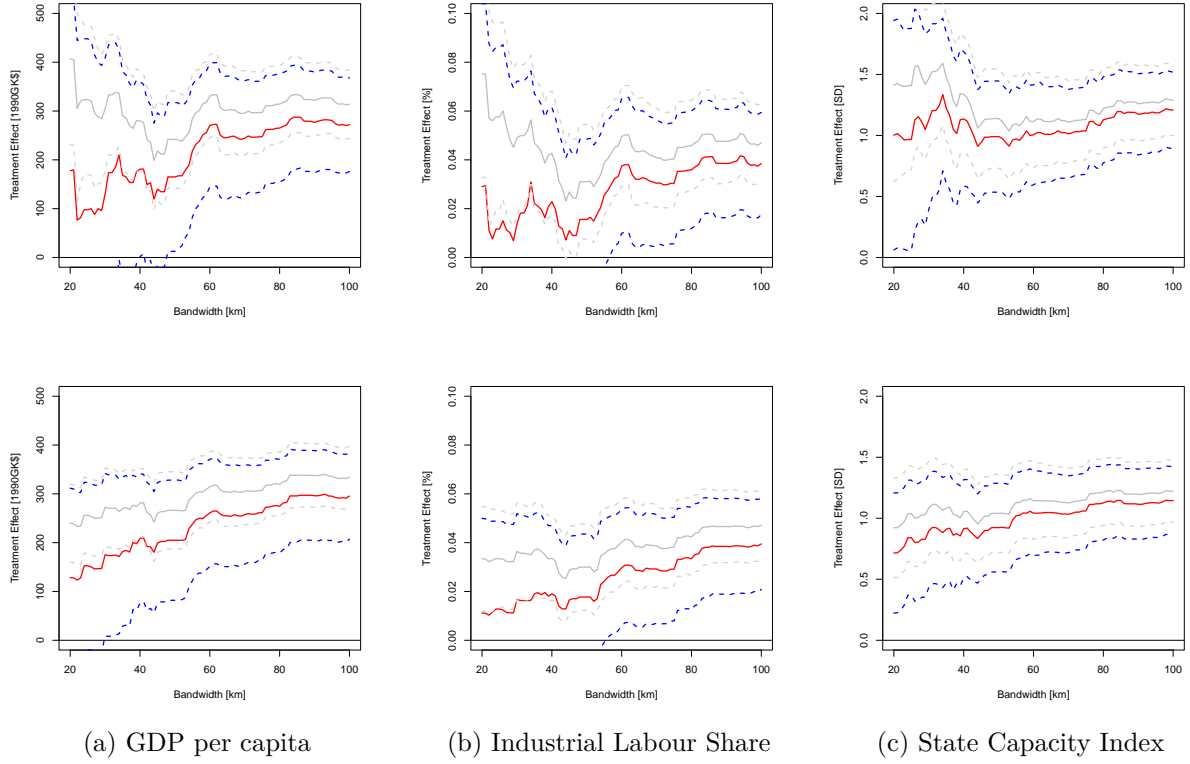 Treatment Effect [1990GK$]
0 100 200 300 400 500
20 40 60 80 100
Bandwidth [km]
Treatment Effect [%]
0.00 0.02 0.04 0.06 0.08 0.10
20 40 60 80 100
Bandwidth [km]
Treatment Effect [SD]
0.0 0.5 1.0 1.5 2.0
20 40 60 80 100
Bandwidth [km]
Treatment Effect [1990GK$]
0 100 200 300 400 500
20 40 60 80 100
Bandwidth [km]
Treatment Effect [%]
0.00 0.02 0.04 0.06 0.08 0.10
20 40 60 80 100
Bandwidth [km]
Treatment Effect [SD]
0.0 0.5 1.0 1.5 2.0
20 40 60 80 100
Bandwidth [km]
(a) GDP per capita
(b) Industrial Labour Share
(c) State Capacity Index